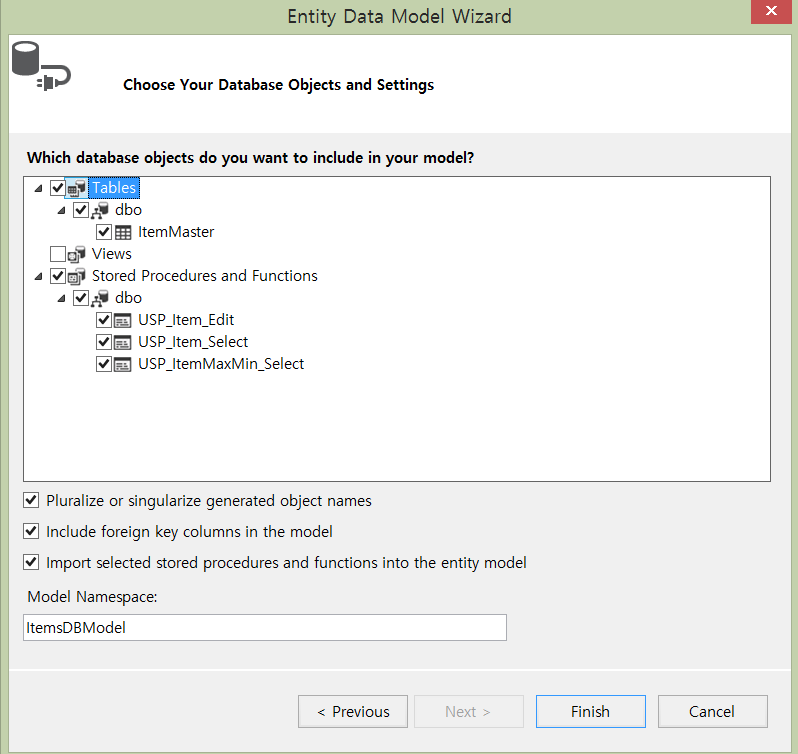 Entity Data Model Wizard
Choose Your Database Objects and Settings
Which database objects do you want to include in your model?
Tables
dbo
ItemMaster
Views
Stored Procedures and Functions
dbo
USP_Item_Edit
USP_Item_Select
USP_ItemMaxMin_Select
Pluralize or singularize generated object names
Include foreign key columns in the model
Import selected stored procedures and functions into the entity model
Model Namespace:
ItemsDBModel
< Previous Next > Finish Cancel